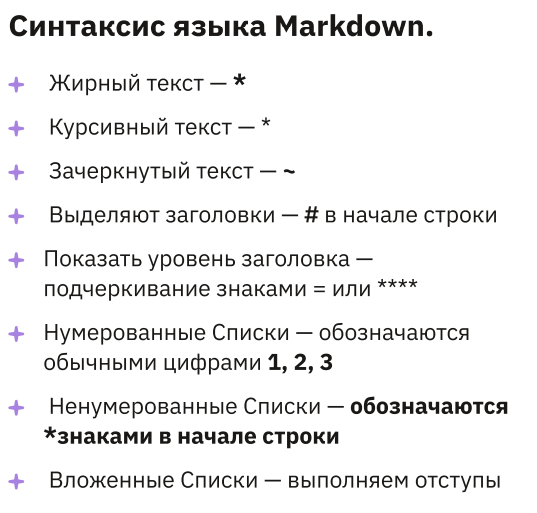 Синтаксис языка Markdown.
Жирный текст — *
Курсивный текст — *
Зачеркнутый текст — ~
Выделяют заголовки — # в начале строки
Показать уровень заголовка —
подчеркивание знаками = или ****
Нумерованные Списки — обозначаются
обычными цифрами 1, 2, 3
Ненумерованные Списки — обозначаются
*знаками в начале строки
Вложенные Списки — выполняем отступы